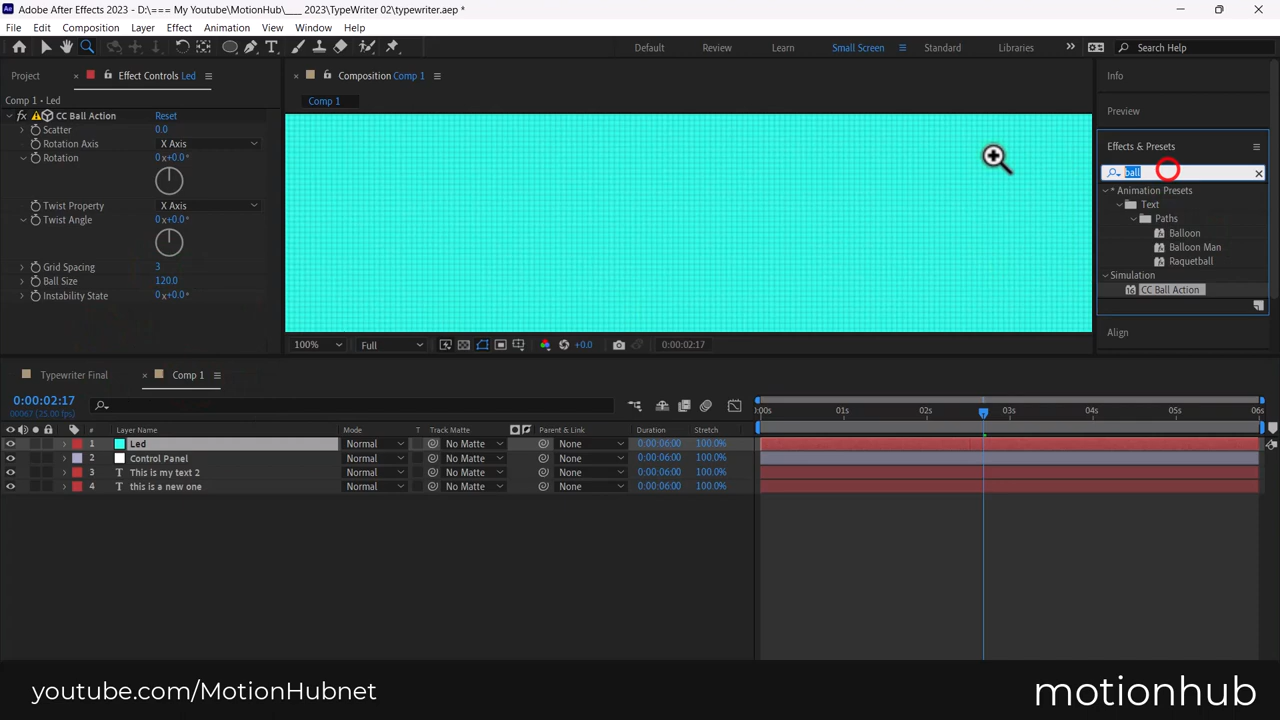 Adobe After Effects 2023 - D:\=== My Youtube\MotionHub\___ 2023\TypeWriter 02\typewriter.aep *
File Edit Composition Layer Effect Animation View Window Help
Default Review Learn Small Screen Standard Libraries Search Help
Project Effect Controls Led
Comp 1 • Led
fx CC Ball Action Reset
Scatter 0.0
Rotation Axis X Axis
Rotation 0x+0.0°
Twist Property X Axis
Twist Angle 0x+0.0°
Grid Spacing 3
Ball Size 120.0
Instability State 0x+0.0°
Composition Comp 1
Comp 1
100% Full +0.0 0:00:02:17
Info
Preview
Effects & Presets
ball
* Animation Presets
Text
Paths
Balloon
Balloon Man
Raquetball
Simulation
CC Ball Action
Align
Typewriter Final Comp 1
0:00:02:17
00067 (25.00 fps)
:00s 01s 02s 03s 04s 05s 06s
# Layer Name Mode T Track Matte Parent & Link Duration Stretch
1 Led Normal No Matte None 0:00:06:00 100.0%
2 Control Panel Normal No Matte None 0:00:06:00 100.0%
3 T This is my text 2 Normal No Matte None 0:00:06:00 100.0%
4 T this is a new one Normal No Matte None 0:00:06:00 100.0%
youtube.com/MotionHubnet
motionhub